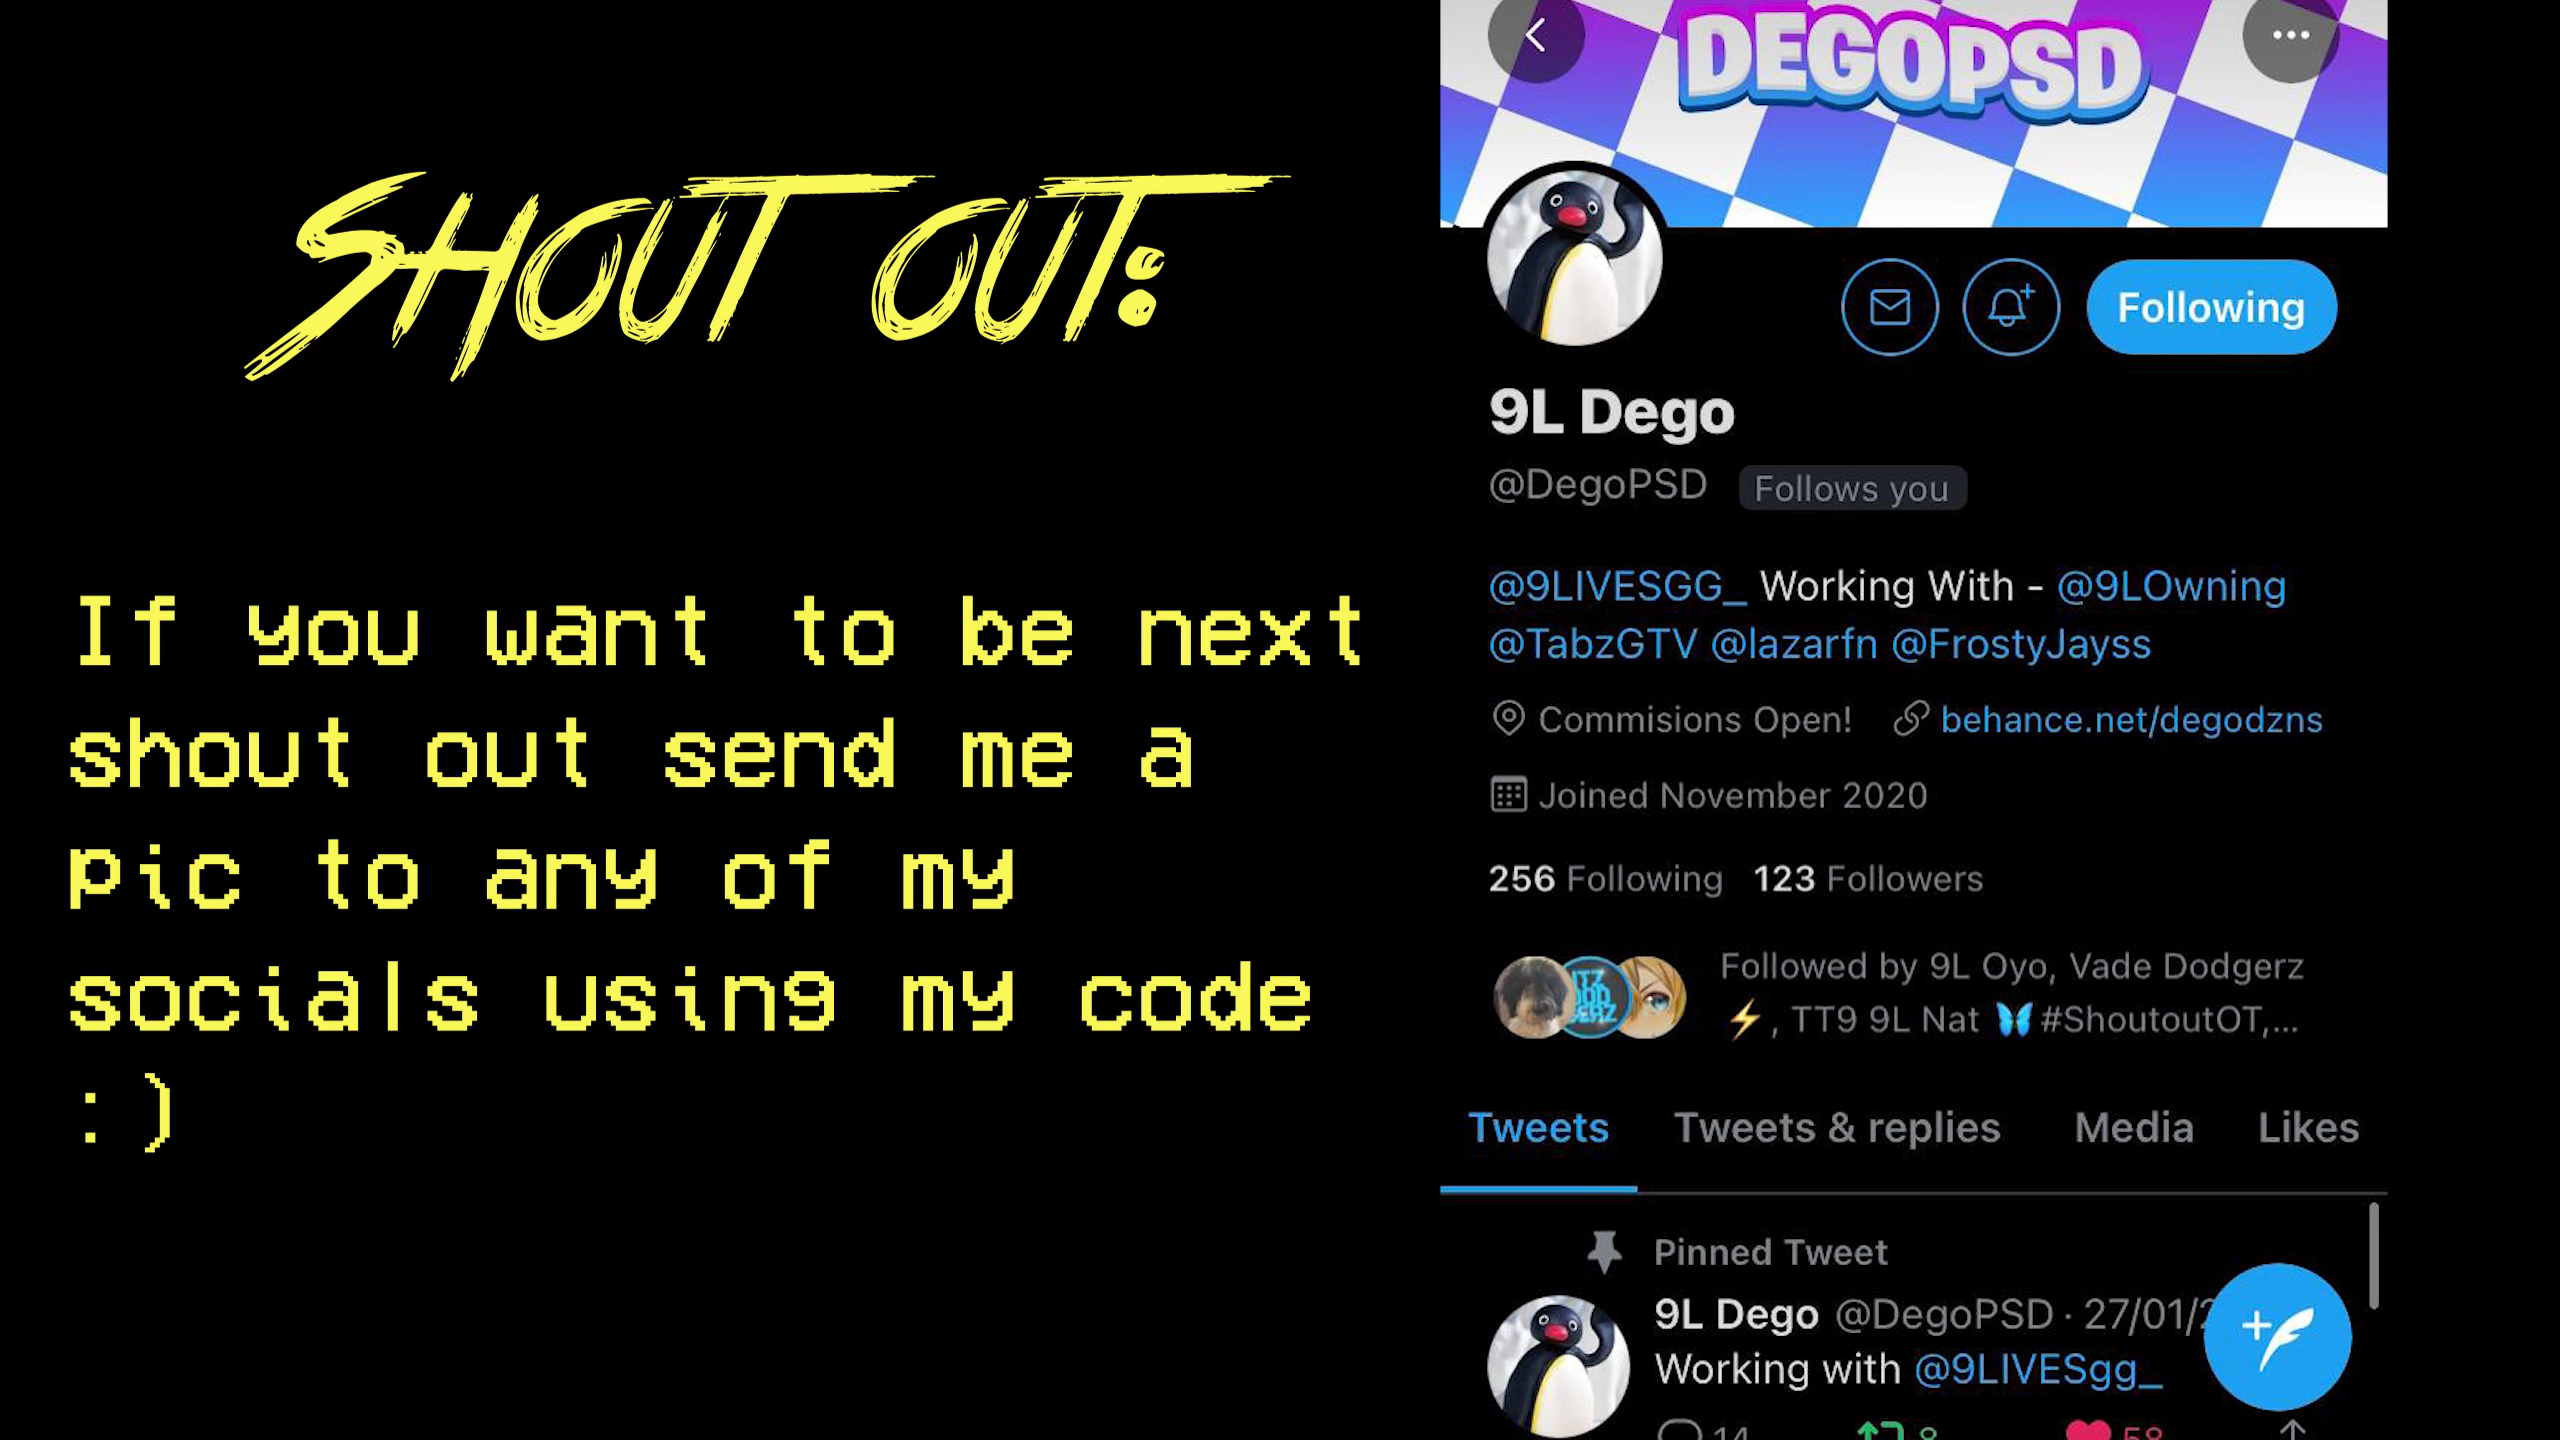 SHOUT OUT:
If you want to be next
shout out send me a
pic to any of my
socials using my code
:)
DEGOPSD
Following
9L Dego
@DegoPSD Follows you
@9LIVESGG_ Working With - @9LOwning
@TabzGTV @lazarfn @FrostyJayss
Commisions Open! behance.net/degodzns
Joined November 2020
256 Following 123 Followers
Followed by 9L Oyo, Vade Dodgerz
⚡, TT9 9L Nat 🦋 #ShoutoutOT,...
Tweets Tweets & replies Media Likes
Pinned Tweet
9L Dego @DegoPSD · 27/01/
Working with @9LIVESgg_
14 8 58